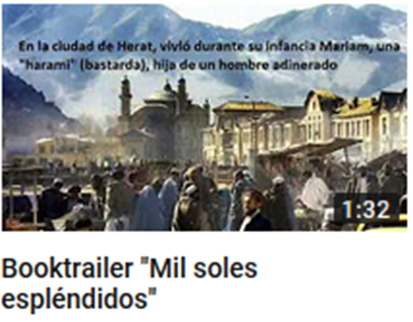 En la ciudad de Herat, vivió durante su infancia Mariam, una
"harami" (bastarda), hija de un hombre adinerado
1:32
Booktrailer "Mil soles
espléndidos"